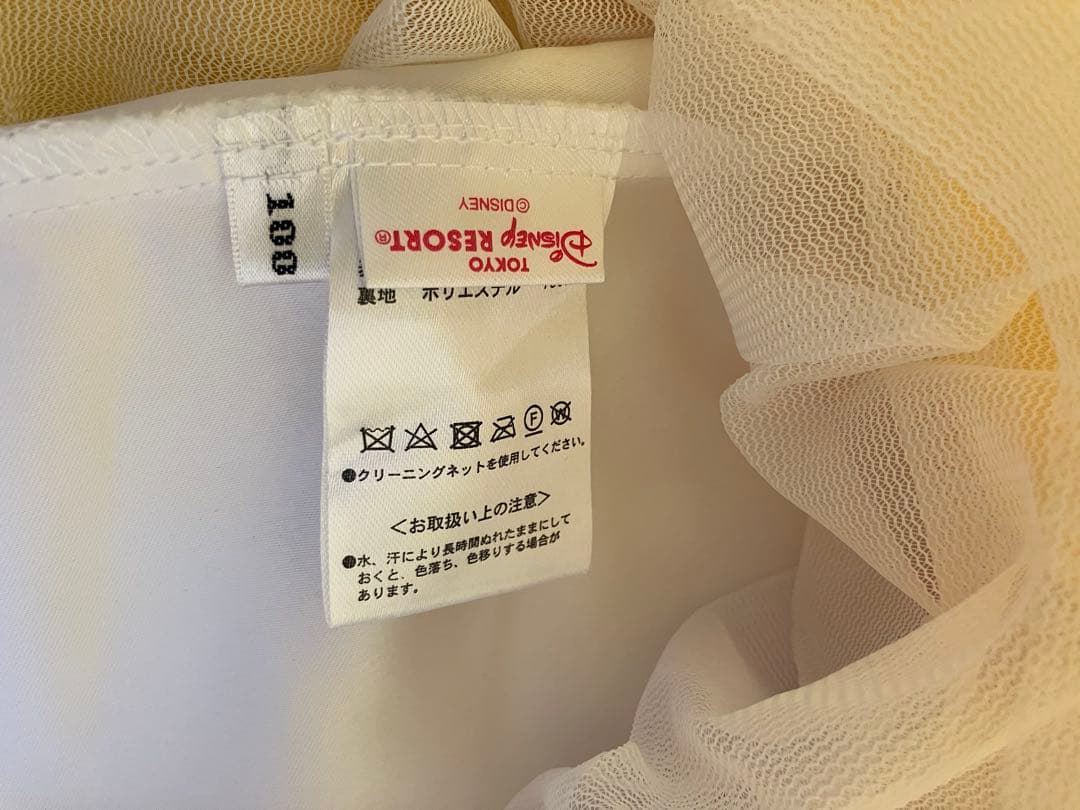 100
TOKYO
DISNEY RESORT®
©DISNEY
裏地 ポリエステル
F W
●クリーニングネットを使用してください。
＜お取扱い上の注意＞
●水、汗により長時間ぬれたままにして
おくと、色落ち、色移りする場合が
あります。